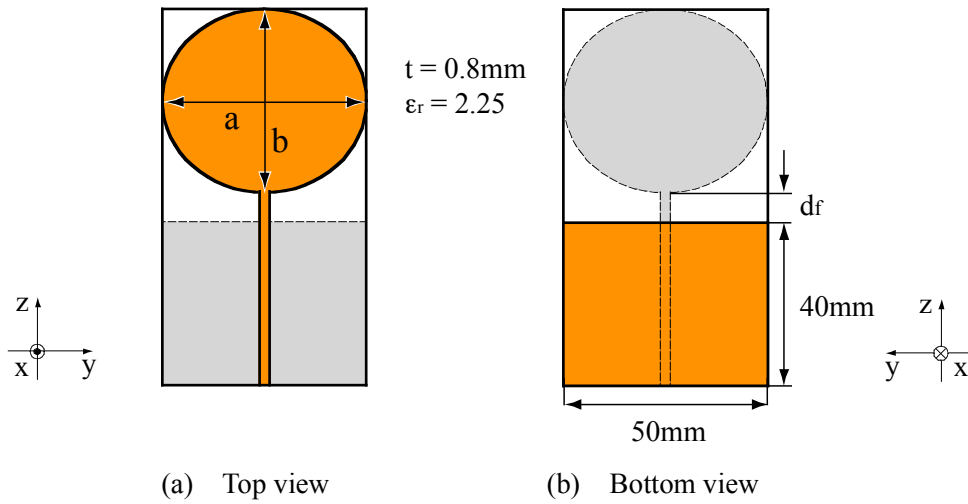 t = 0.8mm
εr = 2.25
a
b
df
40mm
z
x
y
z
y
x
50mm
(a) Top view
(b) Bottom view